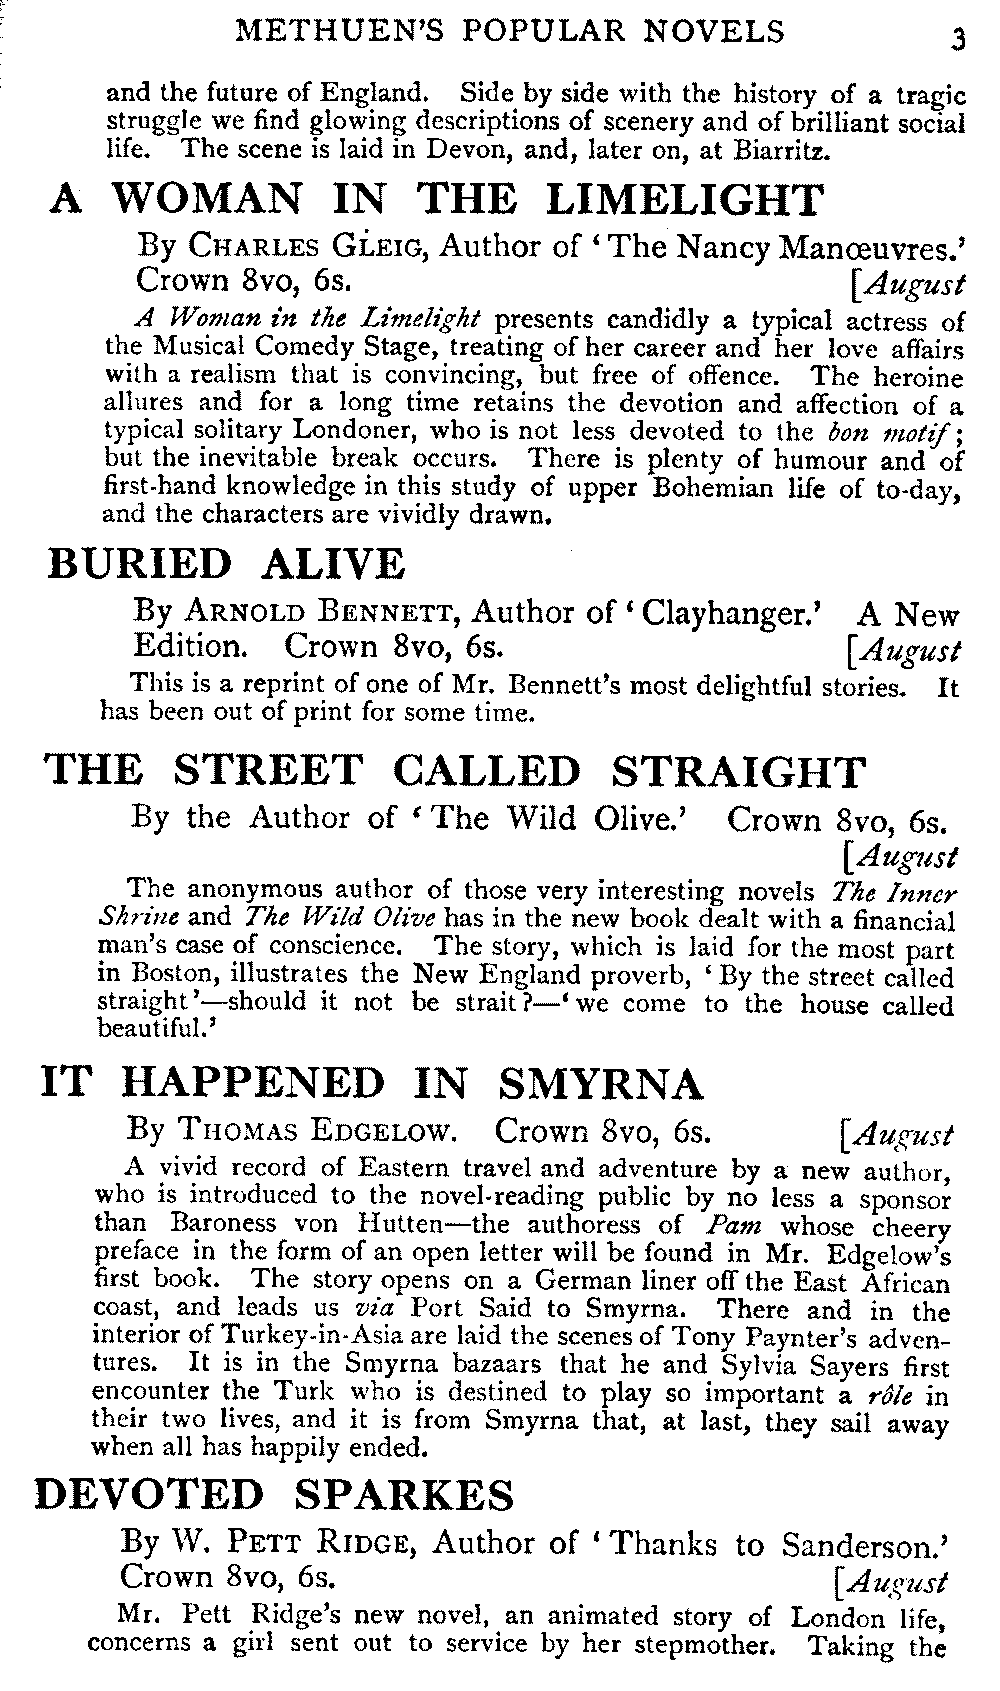 METHUEN'S POPULAR NOVELS 3
and the future of England. Side by side with the history of a tragic
struggle we find glowing descriptions of scenery and of brilliant social
life. The scene is laid in Devon, and, later on, at Biarritz.
A WOMAN IN THE LIMELIGHT
By CHARLES GLEIG, Author of ‘The Nancy Manœuvres.’
Crown 8vo, 6s. [August
A Woman in the Limelight presents candidly a typical actress of
the Musical Comedy Stage, treating of her career and her love affairs
with a realism that is convincing, but free of offence. The heroine
allures and for a long time retains the devotion and affection of a
typical solitary Londoner, who is not less devoted to the bon motif;
but the inevitable break occurs. There is plenty of humour and of
first-hand knowledge in this study of upper Bohemian life of to-day,
and the characters are vividly drawn.
BURIED ALIVE
By ARNOLD BENNETT, Author of ‘Clayhanger.’ A New
Edition. Crown 8vo, 6s. [August
This is a reprint of one of Mr. Bennett's most delightful stories. It
has been out of print for some time.
THE STREET CALLED STRAIGHT
By the Author of ‘The Wild Olive.’ Crown 8vo, 6s.
[August
The anonymous author of those very interesting novels The Inner
Shrine and The Wild Olive has in the new book dealt with a financial
man's case of conscience. The story, which is laid for the most part
in Boston, illustrates the New England proverb, ‘By the street called
straight’—should it not be strait?—‘we come to the house called
beautiful.’
IT HAPPENED IN SMYRNA
By THOMAS EDGELOW. Crown 8vo, 6s. [August
A vivid record of Eastern travel and adventure by a new author,
who is introduced to the novel-reading public by no less a sponsor
than Baroness von Hutten—the authoress of Pam whose cheery
preface in the form of an open letter will be found in Mr. Edgelow's
first book. The story opens on a German liner off the East African
coast, and leads us via Port Said to Smyrna. There and in the
interior of Turkey-in-Asia are laid the scenes of Tony Paynter's adven-
tures. It is in the Smyrna bazaars that he and Sylvia Sayers first
encounter the Turk who is destined to play so important a rôle in
their two lives, and it is from Smyrna that, at last, they sail away
when all has happily ended.
DEVOTED SPARKES
By W. PETT RIDGE, Author of ‘Thanks to Sanderson.’
Crown 8vo, 6s. [August
Mr. Pett Ridge's new novel, an animated story of London life,
concerns a girl sent out to service by her stepmother. Taking the